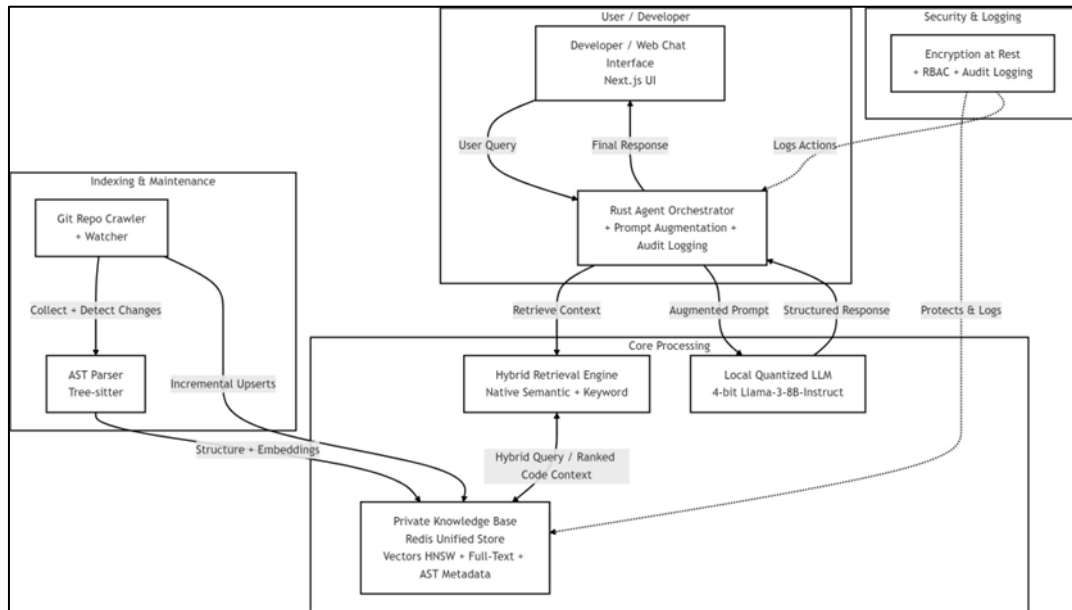 User / Developer
Security & Logging
Developer / Web Chat
Interface
Next.js UI
Encryption at Rest
+ RBAC + Audit Logging
User Query
Final Response
Logs Actions
Indexing & Maintenance
Git Repo Crawler
+ Watcher
Rust Agent Orchestrator
+ Prompt Augmentation +
Audit Logging
Collect + Detect Changes
Retrieve Context
Augmented Prompt
Structured Response
Protects & Logs
Core Processing
AST Parser
Tree-sitter
Incremental Upserts
Hybrid Retrieval Engine
Native Semantic + Keyword
Local Quantized LLM
4-bit Llama-3-8B-Instruct
Structure + Embeddings
Hybrid Query / Ranked
Code Context
Private Knowledge Base
Redis Unified Store
Vectors HNSW + Full-Text +
AST Metadata